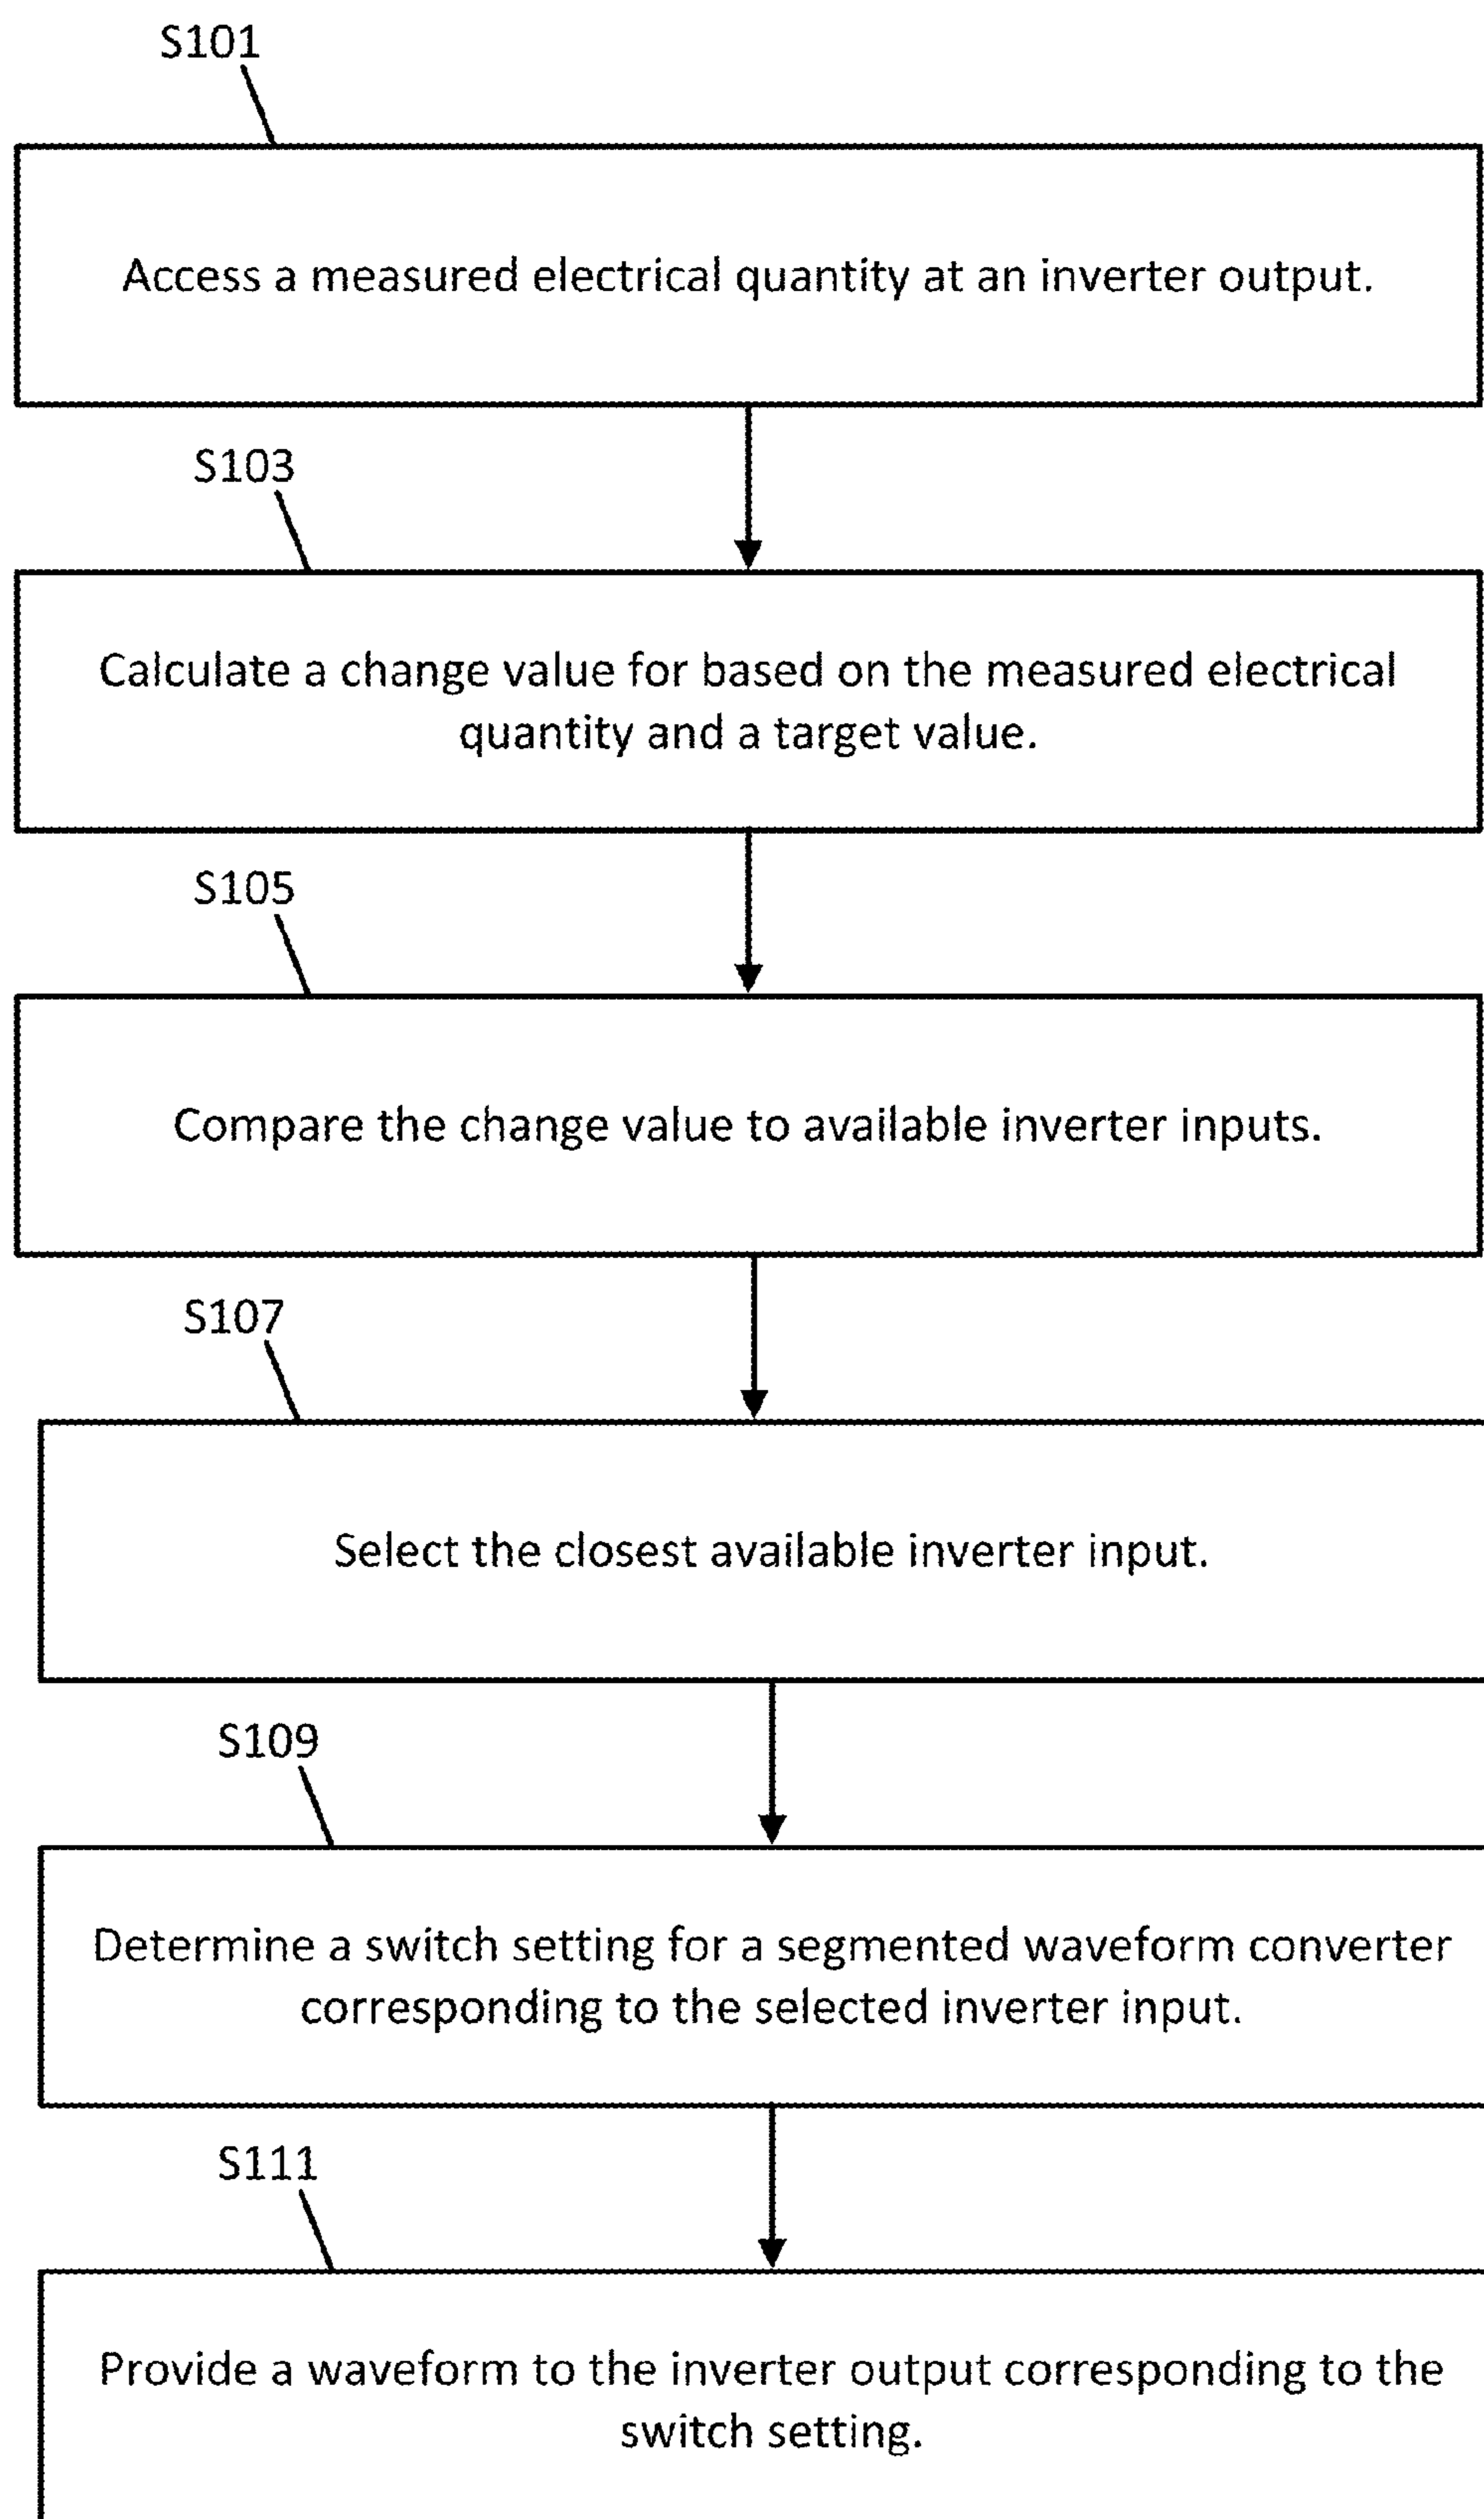 S101
Access a measured electrical quantity at an inverter output.
S103
Calculate a change value for based on the measured electrical
quantity and a target value.
S105
Compare the change value to available inverter inputs.
S107
Select the closest available inverter input.
S109
Determine a switch setting for a segmented waveform converter
corresponding to the selected inverter input.
S111
Provide a waveform to the inverter output corresponding to the
switch setting.